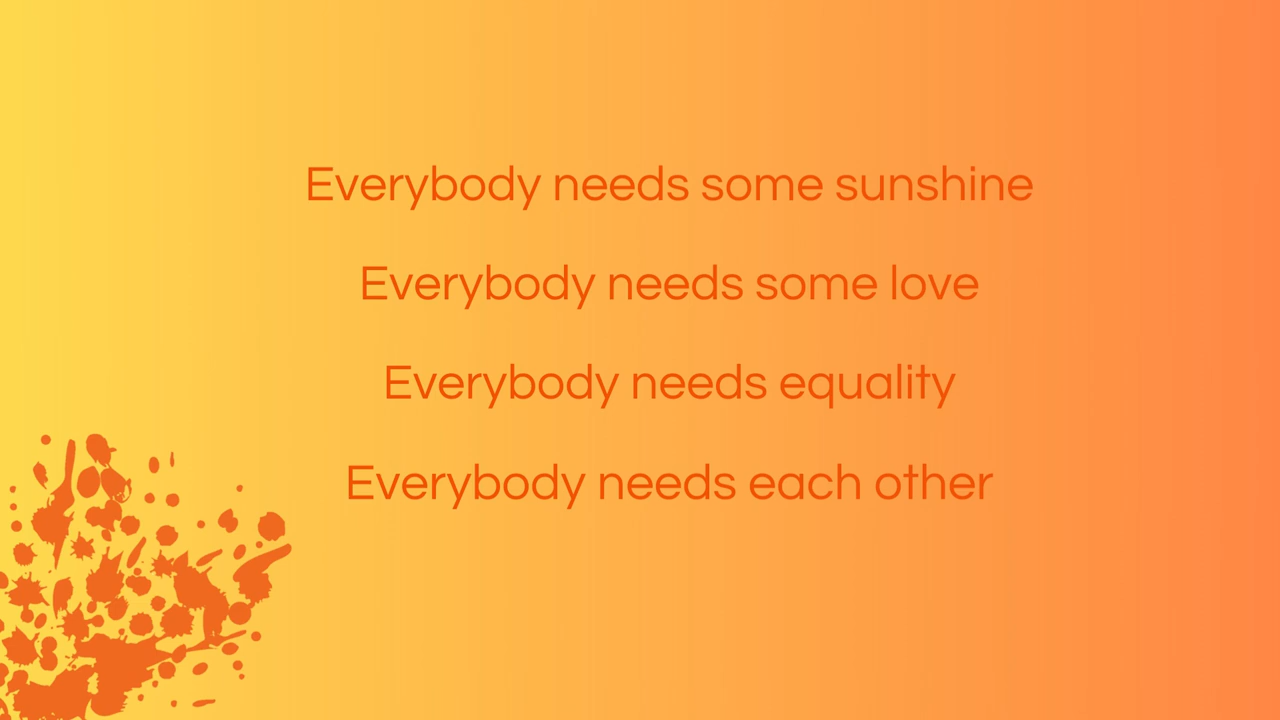 Everybody needs some sunshine
Everybody needs some love
Everybody needs equality
Everybody needs each other